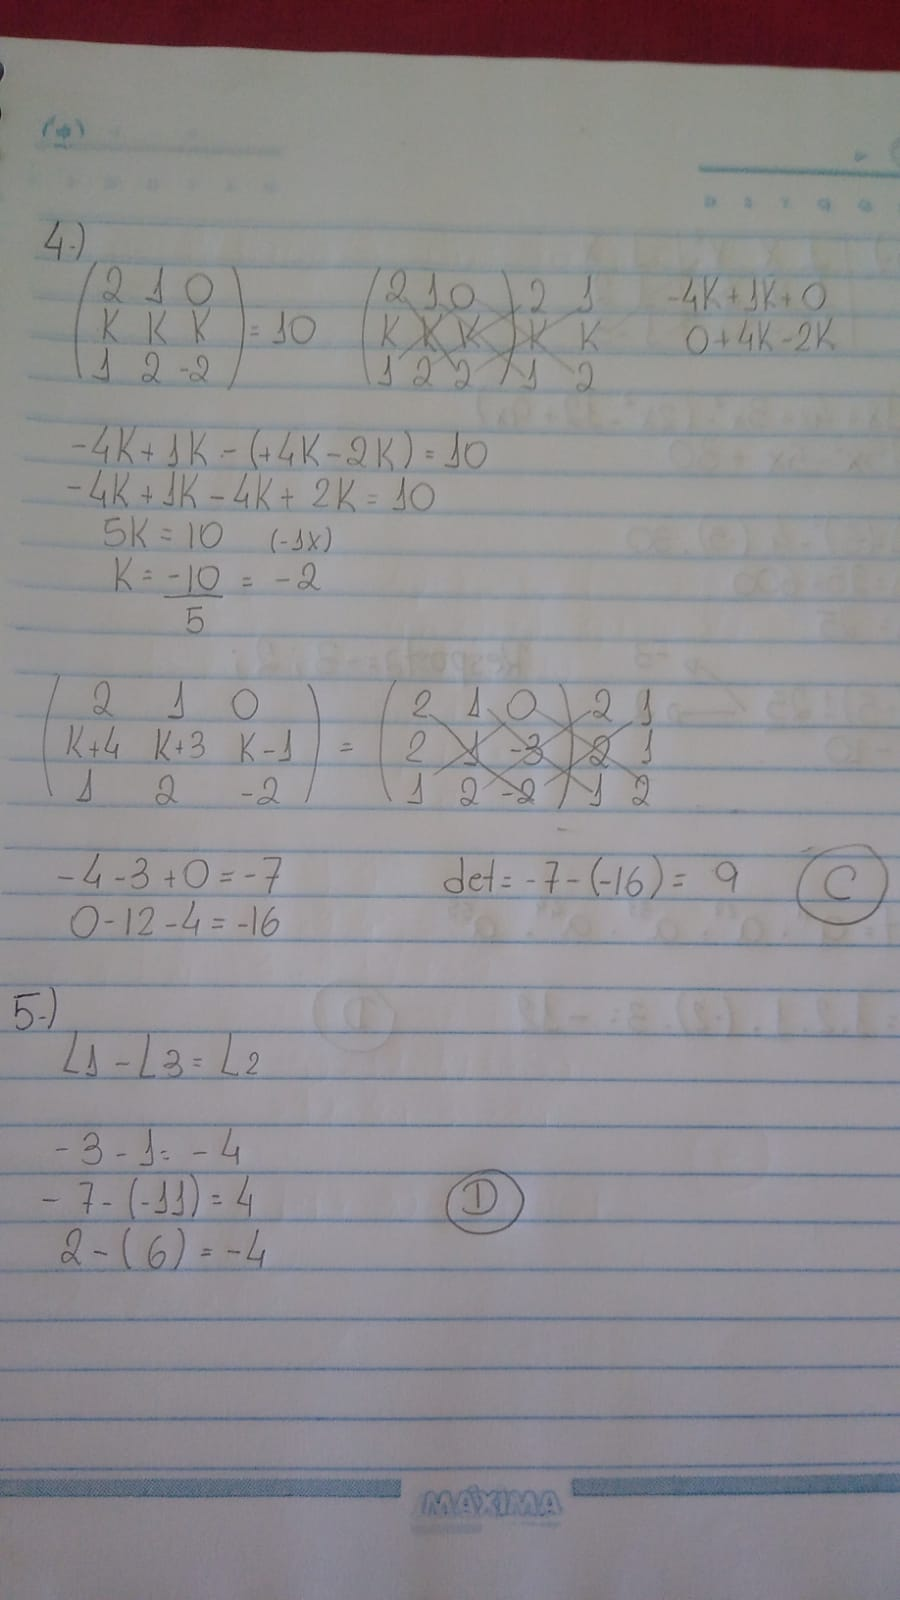 4.)
(2 1 0) (2 1 0) 2 1 -4K+1K+0
(K K K) = 10 (K K K) K K 0+4K-2K
(1 2 -2) (1 2 2) 1 2
-4K+1K-(+4K-2K)=10
-4K+1K-4K+2K=10
5K=10 (-1x)
K=-10/5=-2
(2 1 0) (2 1 0) 2 1
(K+4 K+3 K-1) = (2 1 -3) 2 1
(1 2 -2) (1 2 -2) 1 2
-4-3+0=-7 det=-7-(-16)= 9 C
0-12-4=-16
5.)
L1-L3=L2
-3-1=-4
-7-(-11)=4 D
2-(6)=-4
MÁXIMA